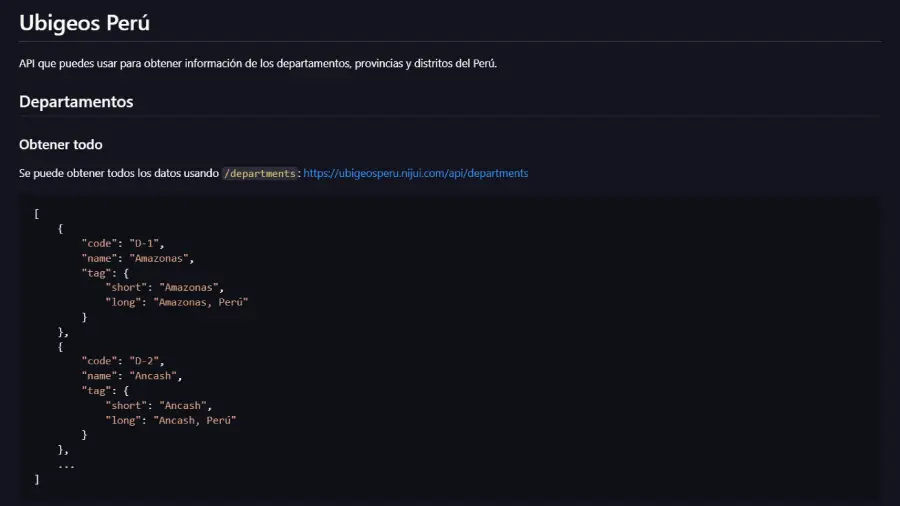 Ubigeos Perú
API que puedes usar para obtener información de los departamentos, provincias y distritos del Perú.
Departamentos
Obtener todo
Se puede obtener todos los datos usando /departments: https://ubigeosperu.nijui.com/api/departments
[
    {
        "code": "D-1",
        "name": "Amazonas",
        "tag": {
            "short": "Amazonas",
            "long": "Amazonas, Perú"
        }
    },
    {
        "code": "D-2",
        "name": "Ancash",
        "tag": {
            "short": "Ancash",
            "long": "Ancash, Perú"
        }
    },
    ...
]